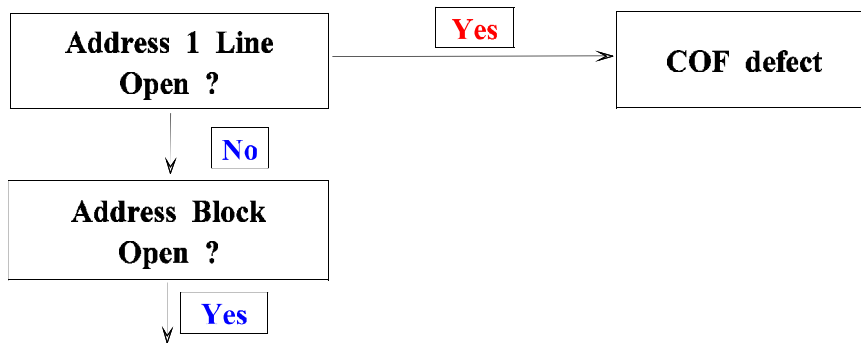 Address 1 Line
Open ?
Yes
COF defect
No
Address Block
Open ?
Yes